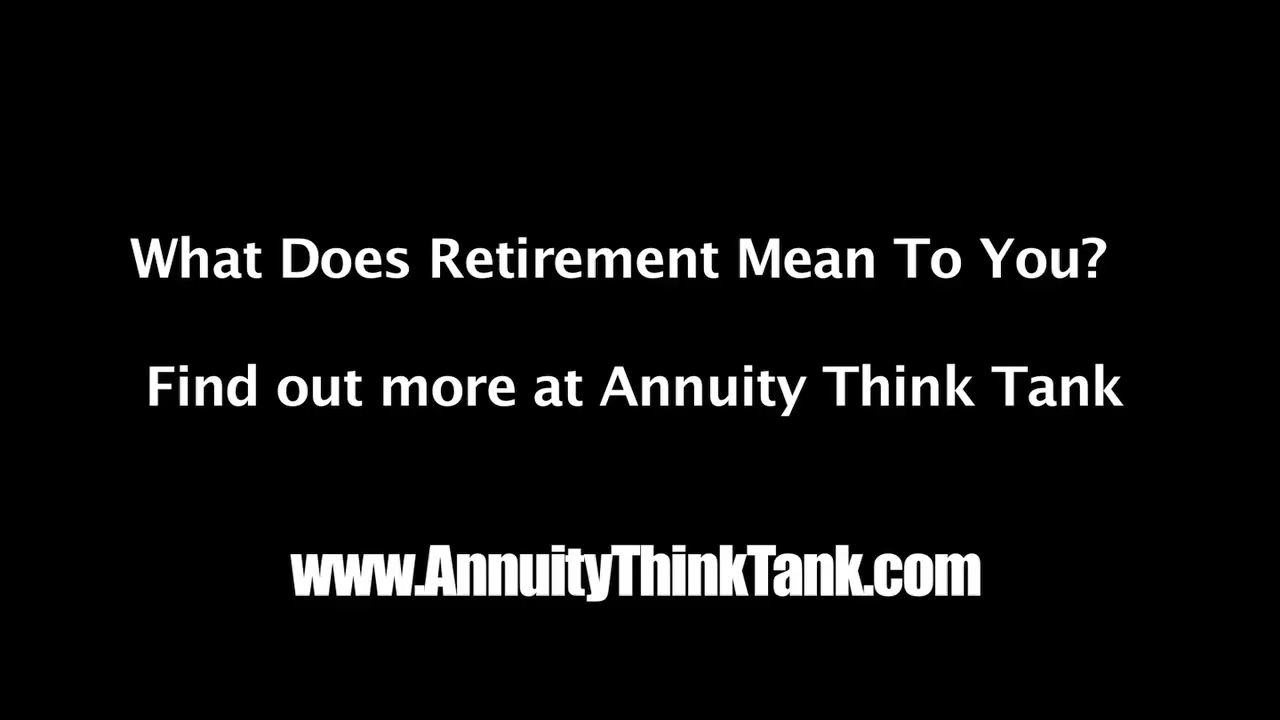 What Does Retirement Mean To You?
Find out more at Annuity Think Tank
www.AnnuityThinkTank.com